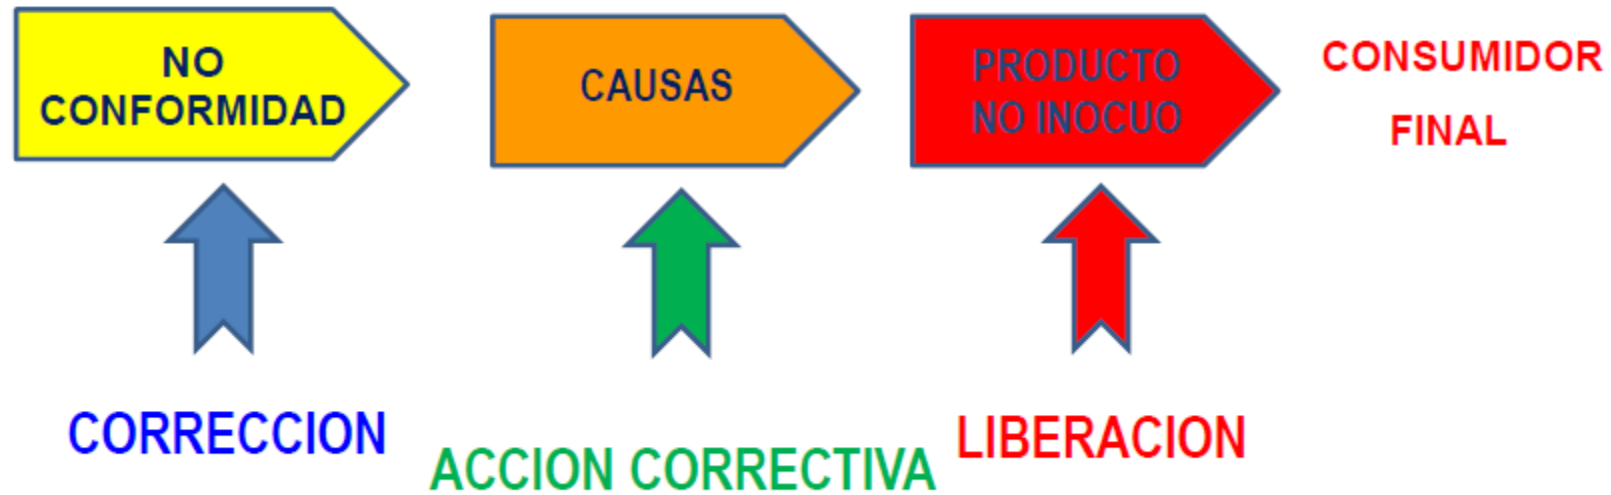 NO
CONFORMIDAD
CAUSAS
PRODUCTO
NO INOCUO
CONSUMIDOR
FINAL
CORRECCION
ACCION CORRECTIVA
LIBERACION